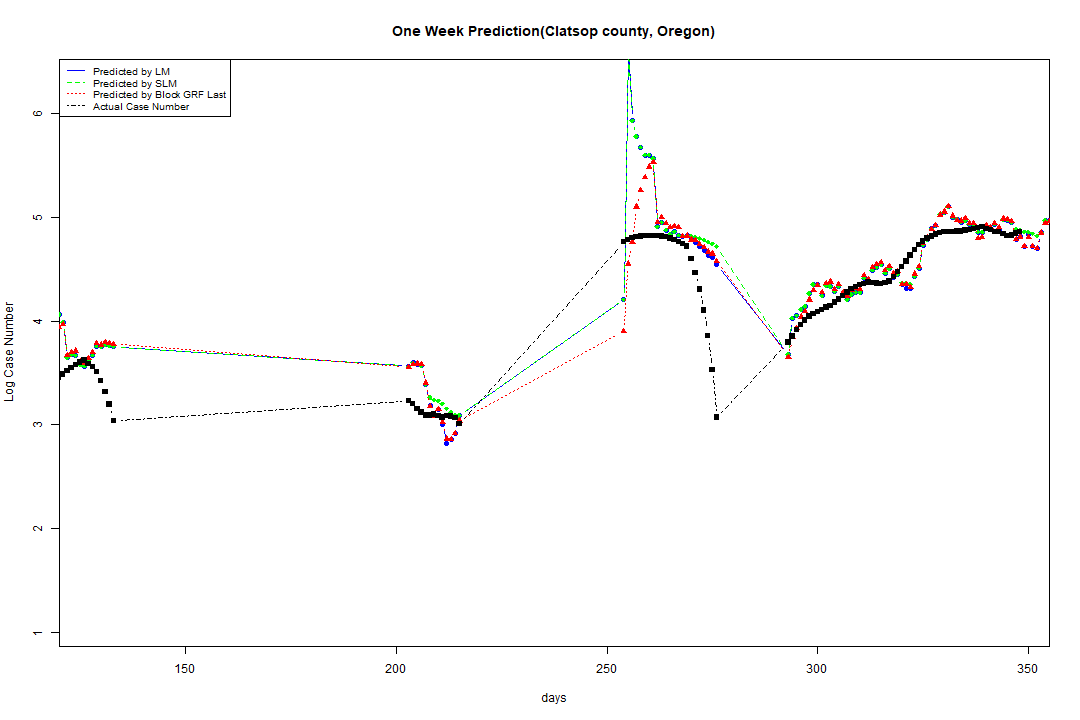 One Week Prediction(Clatsop county, Oregon)
Predicted by LM
Predicted by SLM
Predicted by Block GRF Last
Actual Case Number
Log Case Number
6
5
4
3
2
1
150 200 250 300 350
days